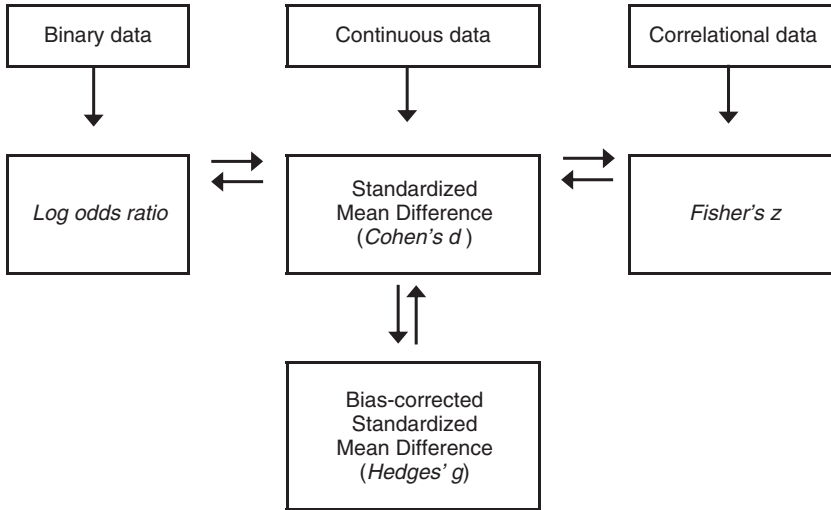 Binary data
Continuous data
Correlational data
Log odds ratio
Standardized
Mean Difference
(Cohen's d )
Fisher's z
Bias-corrected
Standardized
Mean Difference
(Hedges' g)